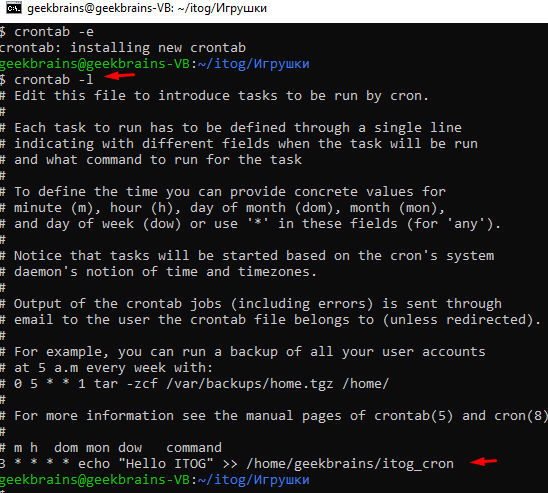 geekbrains@geekbrains-VB: ~/itog/Игрушки
$ crontab -e
crontab: installing new crontab
geekbrains@geekbrains-VB:~/itog/Игрушки
$ crontab -l
# Edit this file to introduce tasks to be run by cron.
#
# Each task to run has to be defined through a single line
# indicating with different fields when the task will be run
# and what command to run for the task
#
# To define the time you can provide concrete values for
# minute (m), hour (h), day of month (dom), month (mon),
# and day of week (dow) or use '*' in these fields (for 'any').
#
# Notice that tasks will be started based on the cron's system
# daemon's notion of time and timezones.
#
# Output of the crontab jobs (including errors) is sent through
# email to the user the crontab file belongs to (unless redirected).
#
# For example, you can run a backup of all your user accounts
# at 5 a.m every week with:
# 0 5 * * 1 tar -zcf /var/backups/home.tgz /home/
#
# For more information see the manual pages of crontab(5) and cron(8)
#
# m h  dom mon dow   command
3 * * * * echo "Hello ITOG" >> /home/geekbrains/itog_cron
geekbrains@geekbrains-VB:~/itog/Игрушки